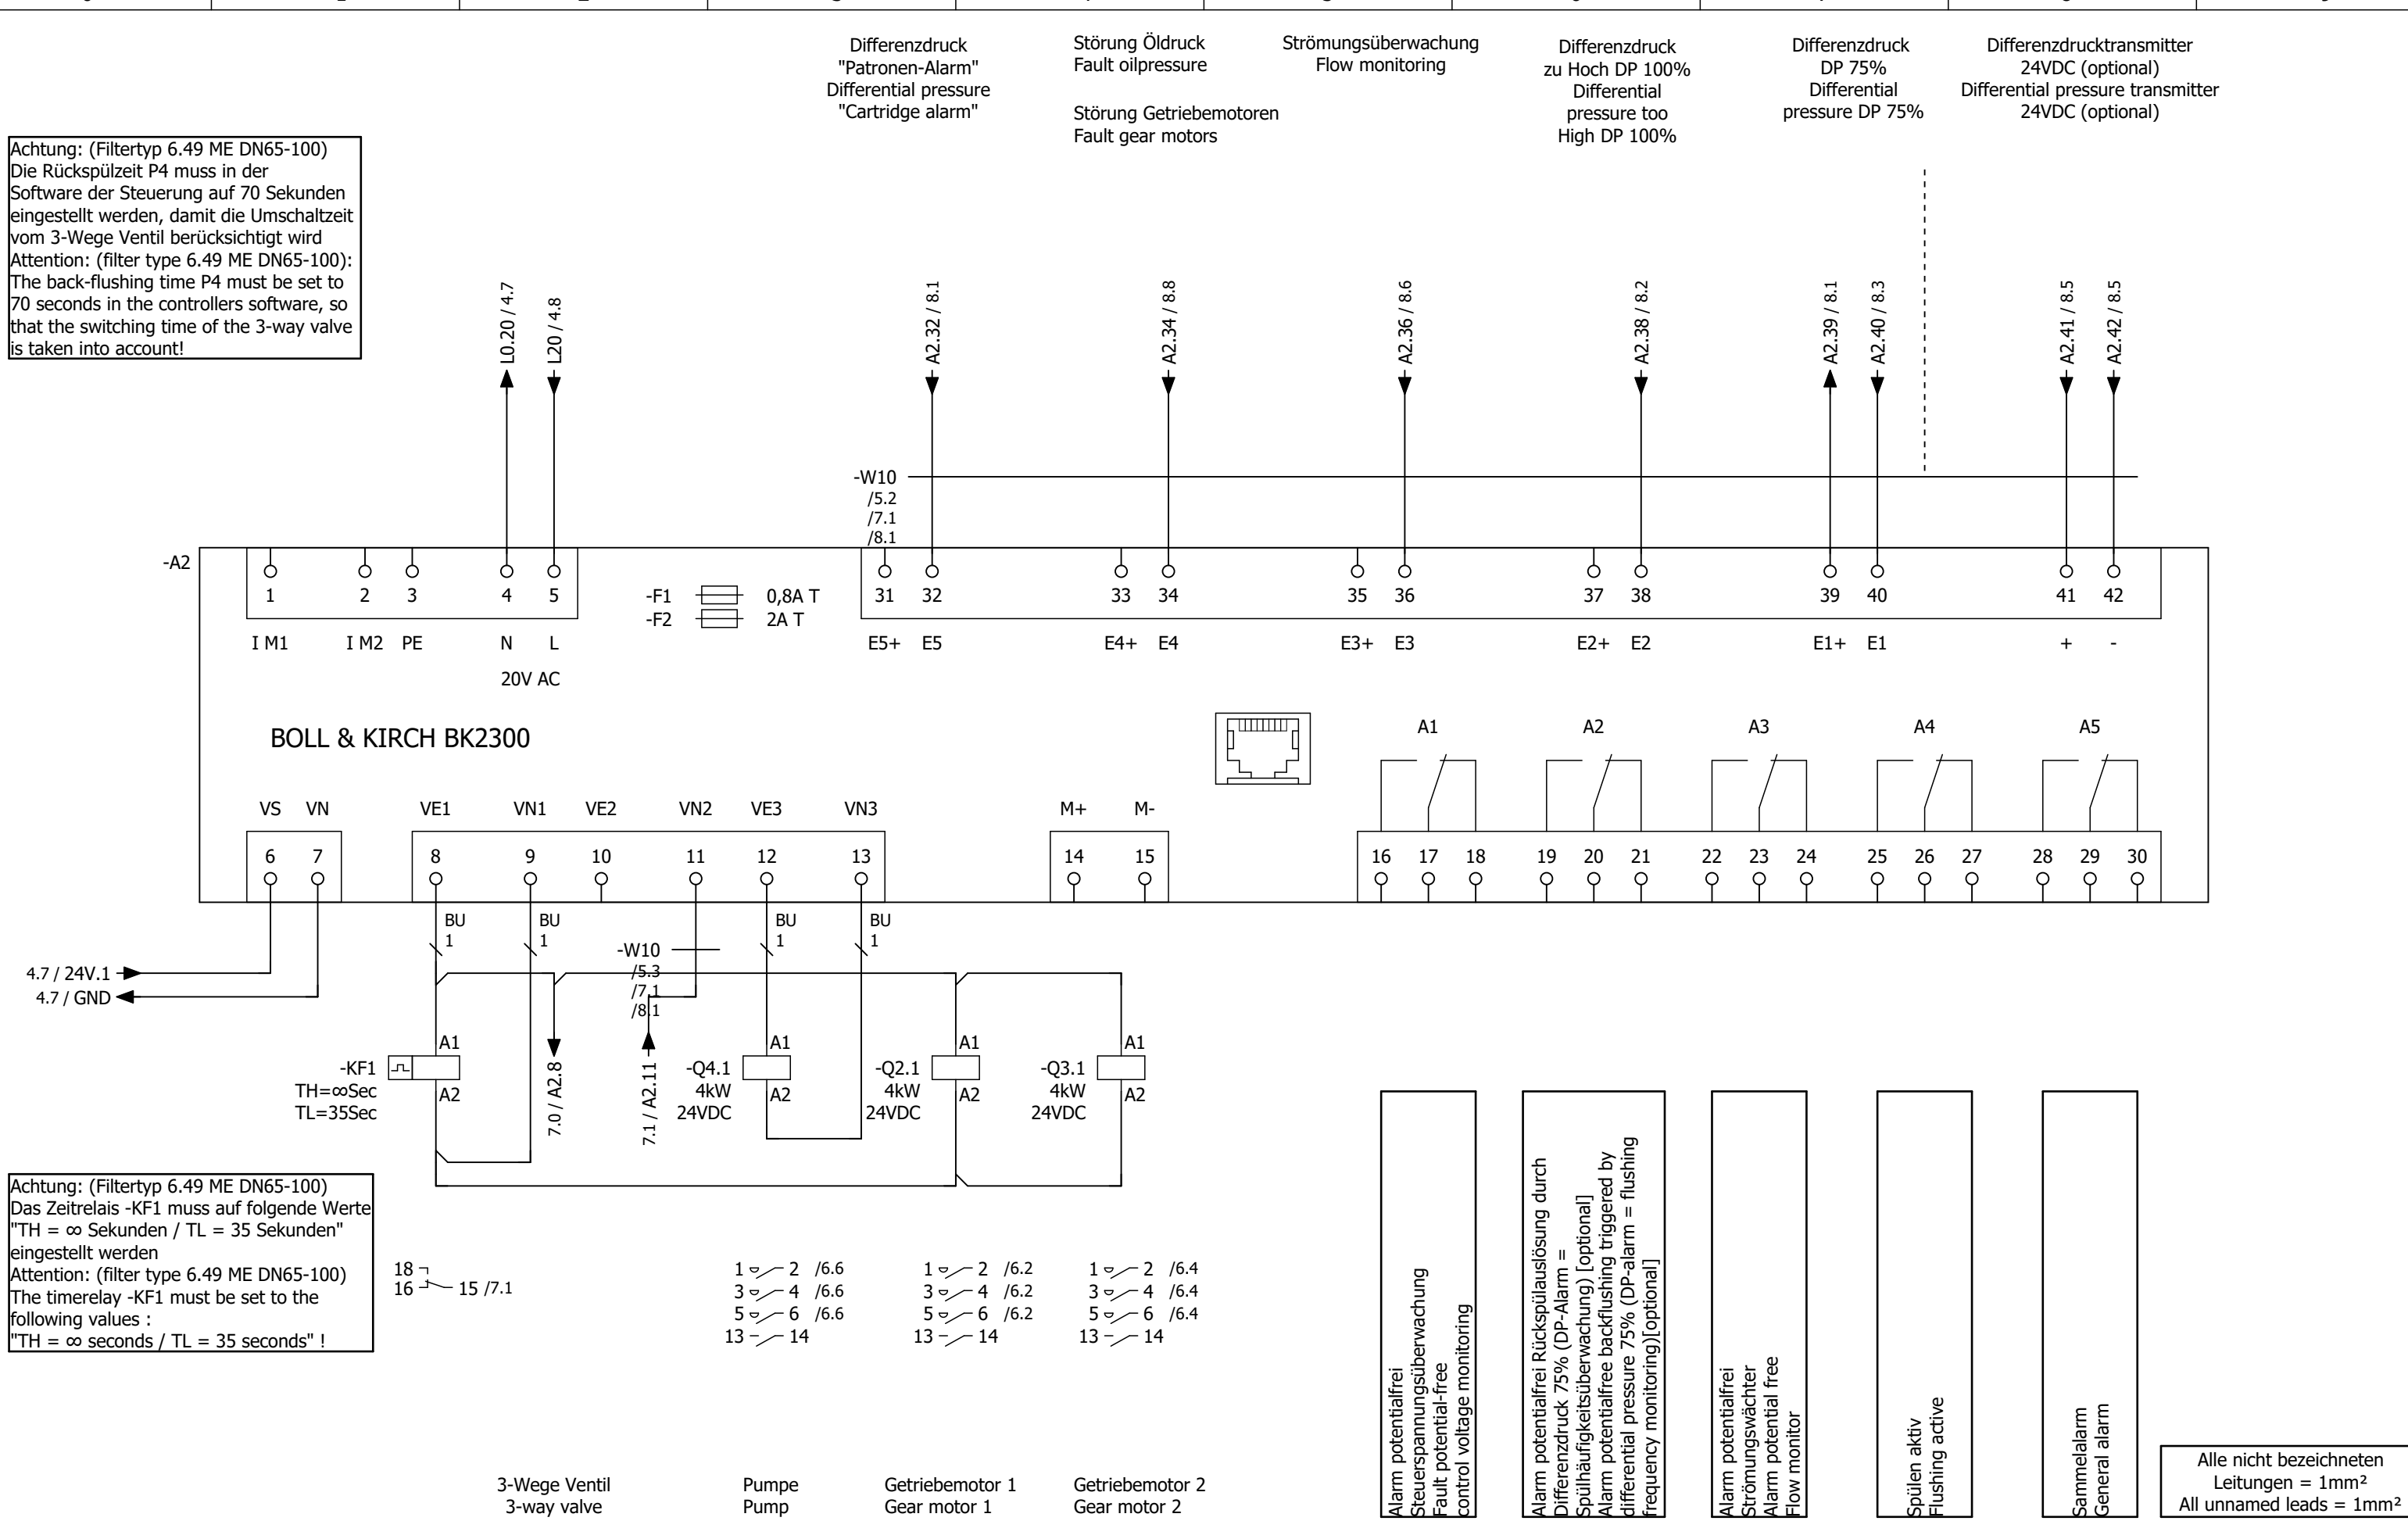 Differenzdruck
"Patronen-Alarm"
Differential pressure
"Cartridge alarm"
Störung Öldruck
Fault oilpressure
Störung Getriebemotoren
Fault gear motors
Strömungsüberwachung
Flow monitoring
Differenzdruck
zu Hoch DP 100%
Differential
pressure too
High DP 100%
Differenzdruck
DP 75%
Differential
pressure DP 75%
Differenzdrucktransmitter
24VDC (optional)
Differential pressure transmitter
24VDC (optional)
Achtung: (Filtertyp 6.49 ME DN65-100)
Die Rückspülzeit P4 muss in der
Software der Steuerung auf 70 Sekunden
eingestellt werden, damit die Umschaltzeit
vom 3-Wege Ventil berücksichtigt wird
Attention: (filter type 6.49 ME DN65-100):
The back-flushing time P4 must be set to
70 seconds in the controllers software, so
that the switching time of the 3-way valve
is taken into account!
L0.20 / 4.7
L20 / 4.8
A2.32 / 8.1
A2.34 / 8.8
A2.36 / 8.6
A2.38 / 8.2
A2.39 / 8.1
A2.40 / 8.3
A2.41 / 8.5
A2.42 / 8.5
-W10
/5.2
/7.1
/8.1
-A2
1 2 3 4 5
-F1 0,8A T
-F2 2A T
31 32 33 34 35 36 37 38 39 40 41 42
I M1 I M2 PE N L
E5+ E5 E4+ E4 E3+ E3 E2+ E2 E1+ E1 + -
20V AC
BOLL & KIRCH BK2300
A1 A2 A3 A4 A5
VS VN VE1 VN1 VE2 VN2 VE3 VN3 M+ M-
6 7 8 9 10 11 12 13 14 15 16 17 18 19 20 21 22 23 24 25 26 27 28 29 30
BU
1
BU
1
BU
1
BU
1
-W10
/5.3
/7.1
/8.1
4.7 / 24V.1
4.7 / GND
-KF1
TH=∞Sec
TL=35Sec
A1
A2
7.0 / A2.8
7.1 / A2.11
-Q4.1
4kW
24VDC
A1
A2
-Q2.1
4kW
24VDC
A1
A2
-Q3.1
4kW
24VDC
A1
A2
Achtung: (Filtertyp 6.49 ME DN65-100)
Das Zeitrelais -KF1 muss auf folgende Werte
"TH = ∞ Sekunden / TL = 35 Sekunden"
eingestellt werden
Attention: (filter type 6.49 ME DN65-100)
The timerelay -KF1 must be set to the
following values :
"TH = ∞ seconds / TL = 35 seconds" !
18
16 15 /7.1
1 2 /6.6
3 4 /6.6
5 6 /6.6
13 14
1 2 /6.2
3 4 /6.2
5 6 /6.2
13 14
1 2 /6.4
3 4 /6.4
5 6 /6.4
13 14
3-Wege Ventil
3-way valve
Pumpe
Pump
Getriebemotor 1
Gear motor 1
Getriebemotor 2
Gear motor 2
Alarm potentialfrei
Steuerspannungsüberwachung
Fault potential-free
control voltage monitoring
Alarm potentialfrei Rückspülauslösung durch
Differenzdruck 75% (DP-Alarm =
Spülhäufigkeitsüberwachung) [optional]
Alarm potentialfree backflushing triggered by
differential pressure 75% (DP-alarm = flushing
frequency monitoring)[optional]
Alarm potentialfrei
Strömungswächter
Alarm potential free
Flow monitor
Spülen aktiv
Flushing active
Sammelalarm
General alarm
Alle nicht bezeichneten
Leitungen = 1mm²
All unnamed leads = 1mm²